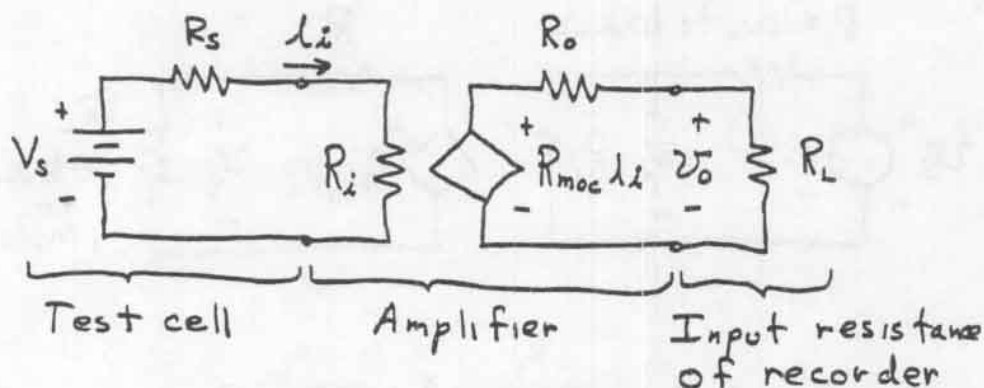 Rs
ii
Ro
+
Vs
-
Ri
+
Rmoc ii
-
+
vo
-
RL
Test cell
Amplifier
Input resistance
of recorder